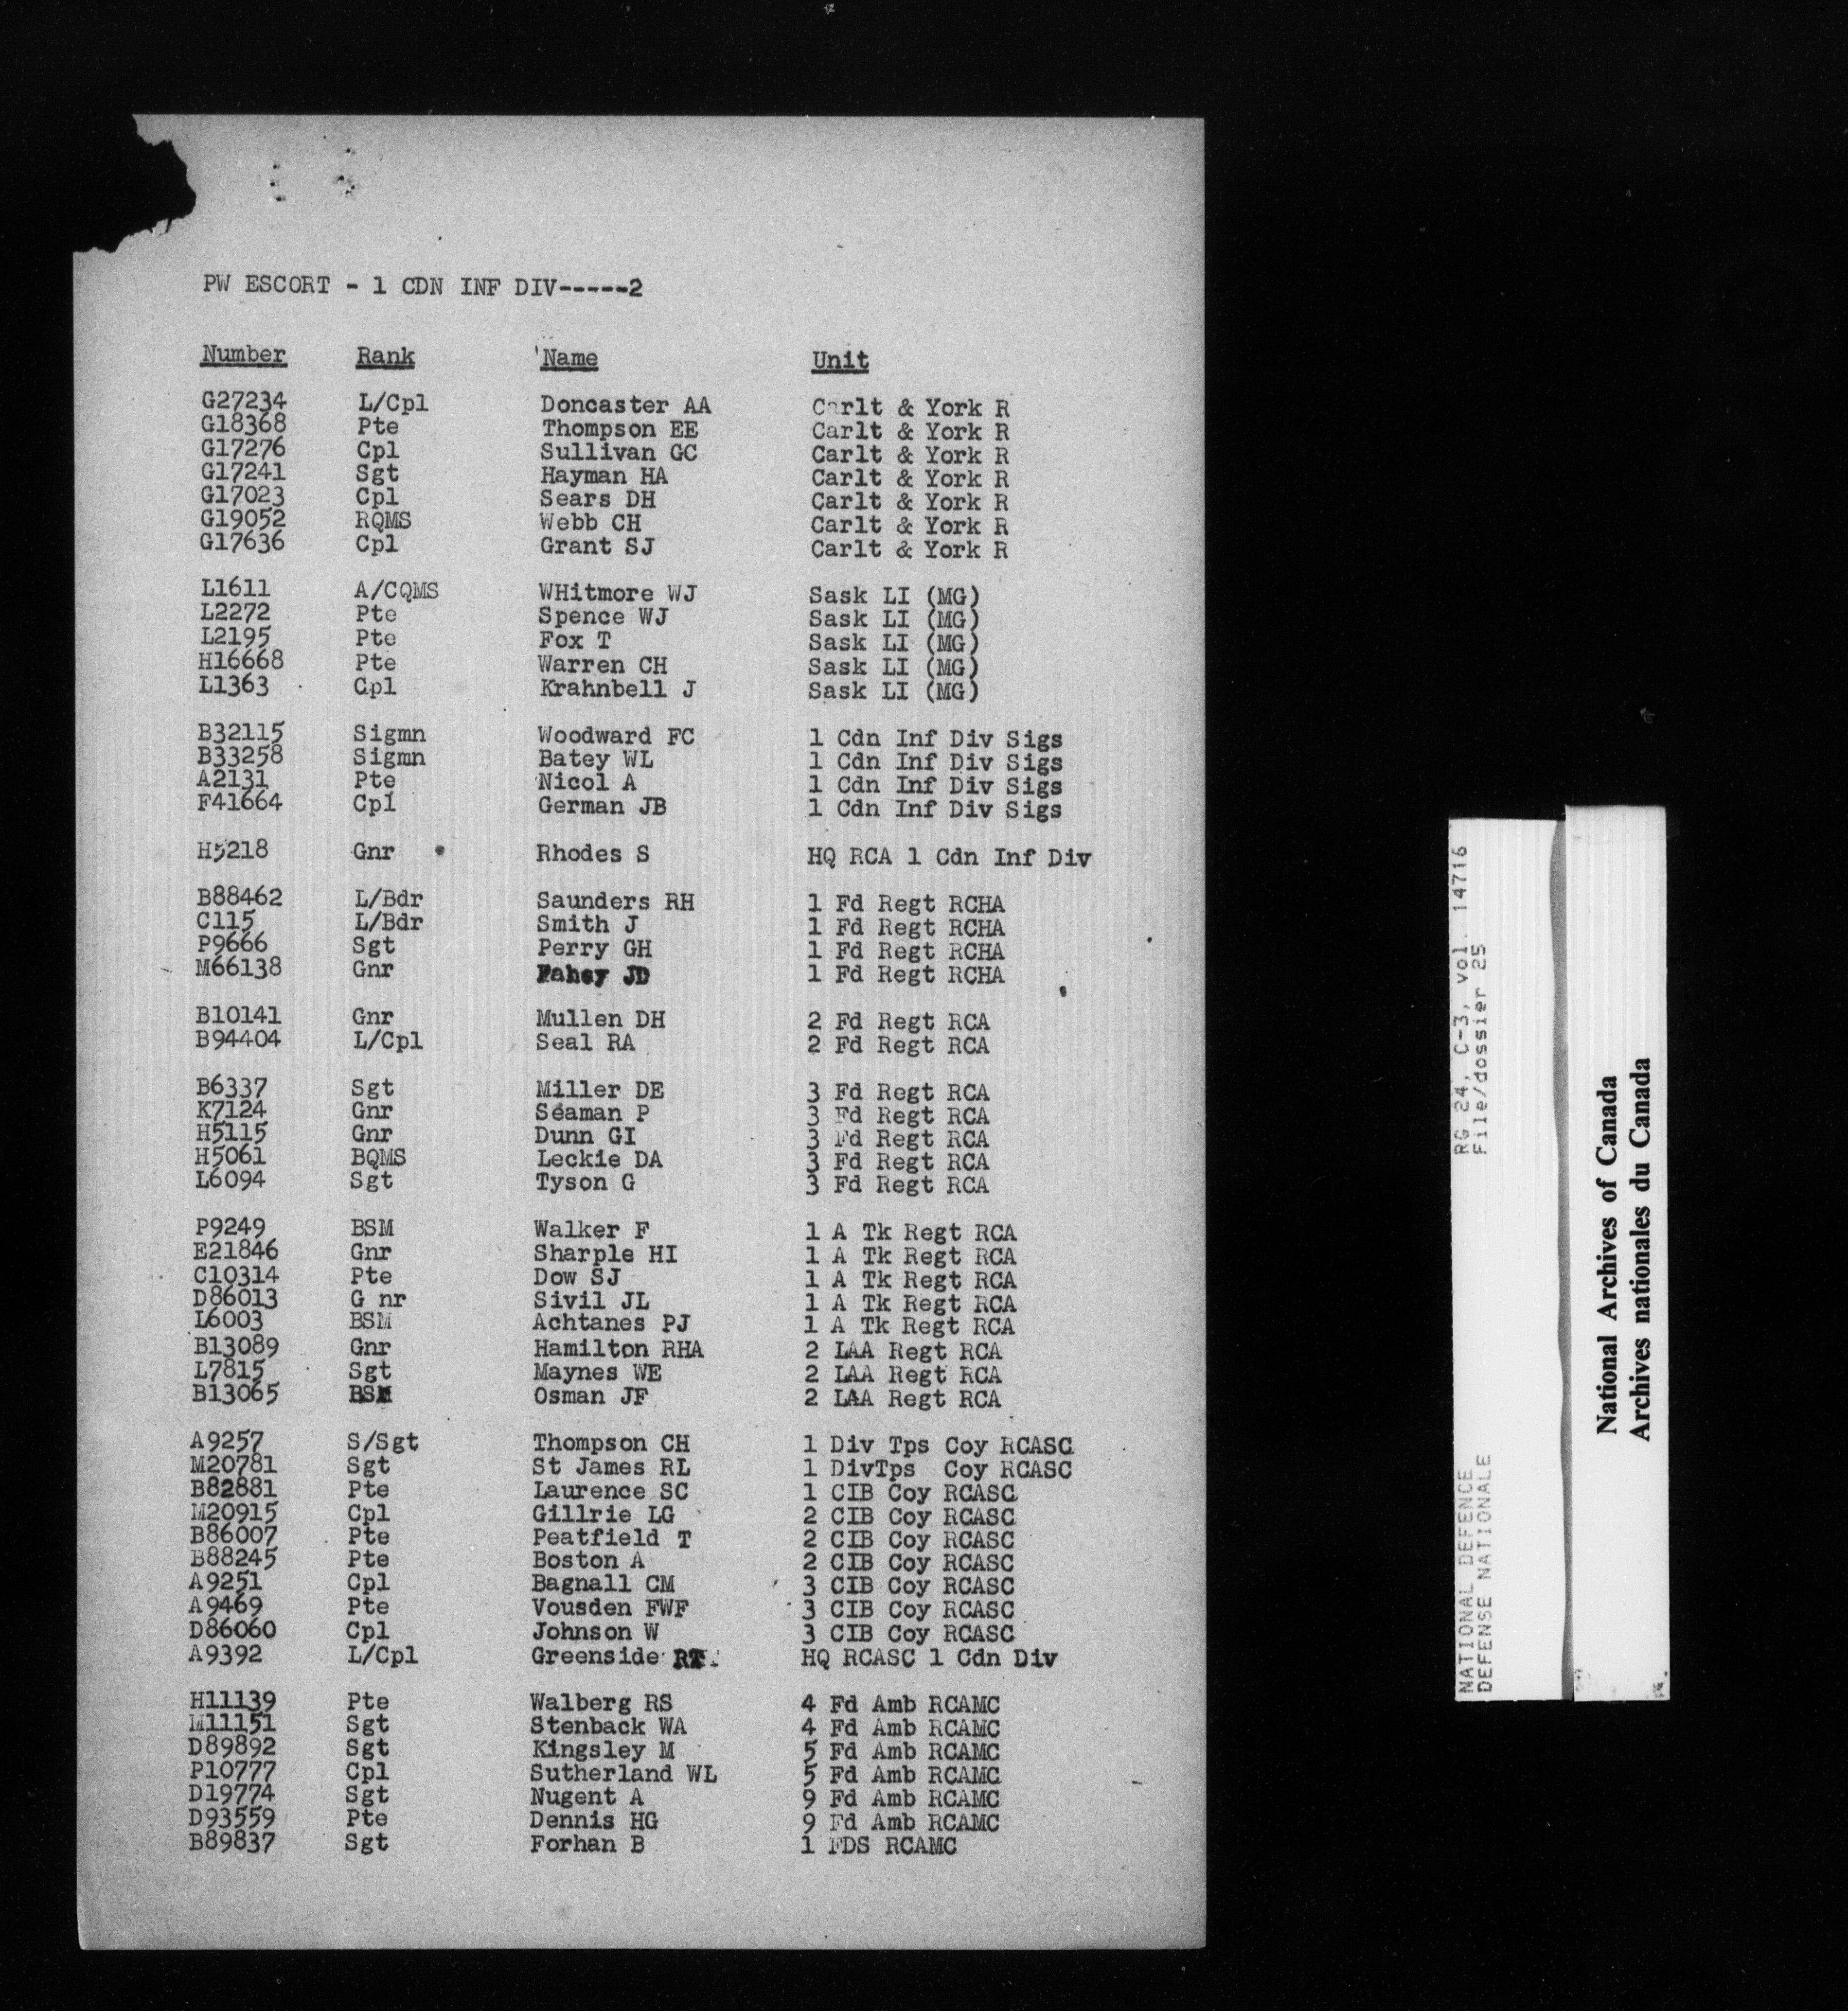 PW ESCORT - 1 CDN INF DIV-----2
Number Rank Name Unit
G27234 L/Cpl Doncaster AA Carlt & York R
G18368 Pte Thompson EE Carlt & York R
G17276 Cpl Sullivan GC Carlt & York R
G17241 Sgt Hayman HA Carlt & York R
G17023 Cpl Sears DH Carlt & York R
G19052 RQMS Webb CH Carlt & York R
G17636 Cpl Grant SJ Carlt & York R
L1611 A/CQMS WHitmore WJ Sask LI (MG)
L2272 Pte Spence WJ Sask LI (MG)
L2195 Pte Fox T Sask LI (MG)
H16668 Pte Warren CH Sask LI (MG)
L1363 Cpl Krahnbell J Sask LI (MG)
B32115 Sigmn Woodward FC 1 Cdn Inf Div Sigs
B33258 Sigmn Batey WL 1 Cdn Inf Div Sigs
A2131 Pte Nicol A 1 Cdn Inf Div Sigs
F41664 Cpl German JB 1 Cdn Inf Div Sigs
H5218 Gnr Rhodes S HQ RCA 1 Cdn Inf Div
B88462 L/Bdr Saunders RH 1 Fd Regt RCHA
C115 L/Bdr Smith J 1 Fd Regt RCHA
P9666 Sgt Perry GH 1 Fd Regt RCHA
M66138 Gnr Fahey JD 1 Fd Regt RCHA
B10141 Gnr Mullen DH 2 Fd Regt RCA
B94404 L/Cpl Seal RA 2 Fd Regt RCA
B6337 Sgt Miller DE 3 Fd Regt RCA
K7124 Gnr Seaman P 3 Fd Regt RCA
H5115 Gnr Dunn GI 3 Fd Regt RCA
H5061 BQMS Leckie DA 3 Fd Regt RCA
L6094 Sgt Tyson G 3 Fd Regt RCA
P9249 BSM Walker F 1 A Tk Regt RCA
E21846 Gnr Sharple HI 1 A Tk Regt RCA
C10314 Pte Dow SJ 1 A Tk Regt RCA
D86013 G nr Sivil JL 1 A Tk Regt RCA
L6003 BSM Achtanes PJ 1 A Tk Regt RCA
B13089 Gnr Hamilton RHA 2 LAA Regt RCA
L7815 Sgt Maynes WE 2 LAA Regt RCA
B13065 BSM Osman JF 2 LAA Regt RCA
A9257 S/Sgt Thompson CH 1 Div Tps Coy RCASC
M20781 Sgt St James RL 1 DivTps Coy RCASC
B82881 Pte Laurence SC 1 CIB Coy RCASC
M20915 Cpl Gillrie LG 2 CIB Coy RCASC
B86007 Pte Peatfield T 2 CIB Coy RCASC
B88245 Pte Boston A 2 CIB Coy RCASC
A9251 Cpl Bagnall CM 3 CIB Coy RCASC
A9469 Pte Vousden FWF 3 CIB Coy RCASC
D86060 Cpl Johnson W 3 CIB Coy RCASC
A9392 L/Cpl Greenside RT. HQ RCASC 1 Cdn Div
H11139 Pte Walberg RS 4 Fd Amb RCAMC
M11151 Sgt Stenback WA 4 Fd Amb RCAMC
D89892 Sgt Kingsley M 5 Fd Amb RCAMC
P10777 Cpl Sutherland WL 5 Fd Amb RCAMC
D19774 Sgt Nugent A 9 Fd Amb RCAMC
D93559 Pte Dennis HG 9 Fd Amb RCAMC
B89837 Sgt Forhan B 1 FDS RCAMC
NATIONAL DEFENCE RG 24, C-3, vol. 14716
DEFENSE NATIONALE File/dossier 25
National Archives of Canada
Archives nationales du Canada